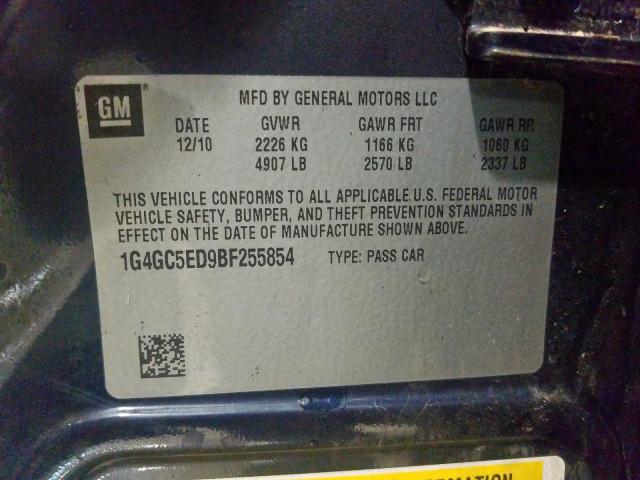 GM
MFD BY GENERAL MOTORS LLC
DATE GVWR GAWR FRT GAWR RR
12/10 2226 KG 1166 KG 1060 KG
4907 LB 2570 LB 2337 LB
THIS VEHICLE CONFORMS TO ALL APPLICABLE U.S. FEDERAL MOTOR
VEHICLE SAFETY, BUMPER, AND THEFT PREVENTION STANDARDS IN
EFFECT ON THE DATE OF MANUFACTURE SHOWN ABOVE.
1G4GC5ED9BF255854 TYPE: PASS CAR